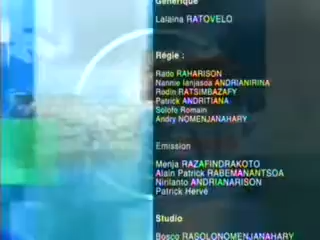 Générique
Lalaina RATOVELO
Régie :
Rado RAHARISON
Nannie Ianjasoa ANDRIANIRINA
Rodin RATSIMBAZAFY
Patrick ANDRITIANA
Solofo Romain
Andry NOMENJANAHARY
Emission
Menja RAZAFINDRAKOTO
Alain Patrick RABEMANANTSOA
Nirilanto ANDRIANARISON
Patrick Hervé
Studio
Bosco RASOLONOMENJANAHARY